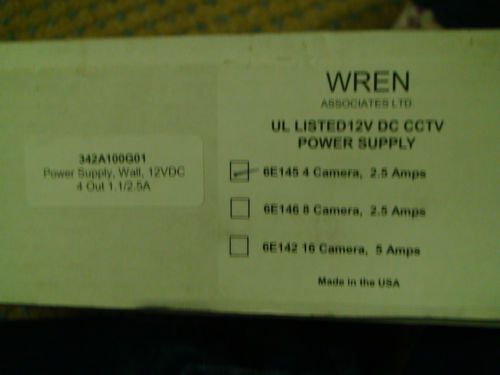 WREN
ASSOCIATES LTD.
UL LISTED12V DC CCTV
POWER SUPPLY
6E145 4 Camera, 2.5 Amps
6E146 8 Camera, 2.5 Amps
6E142 16 Camera, 5 Amps
Made in the USA
342A100G01
Power Supply, Wall, 12VDC
4 Out 1.1/2.5A